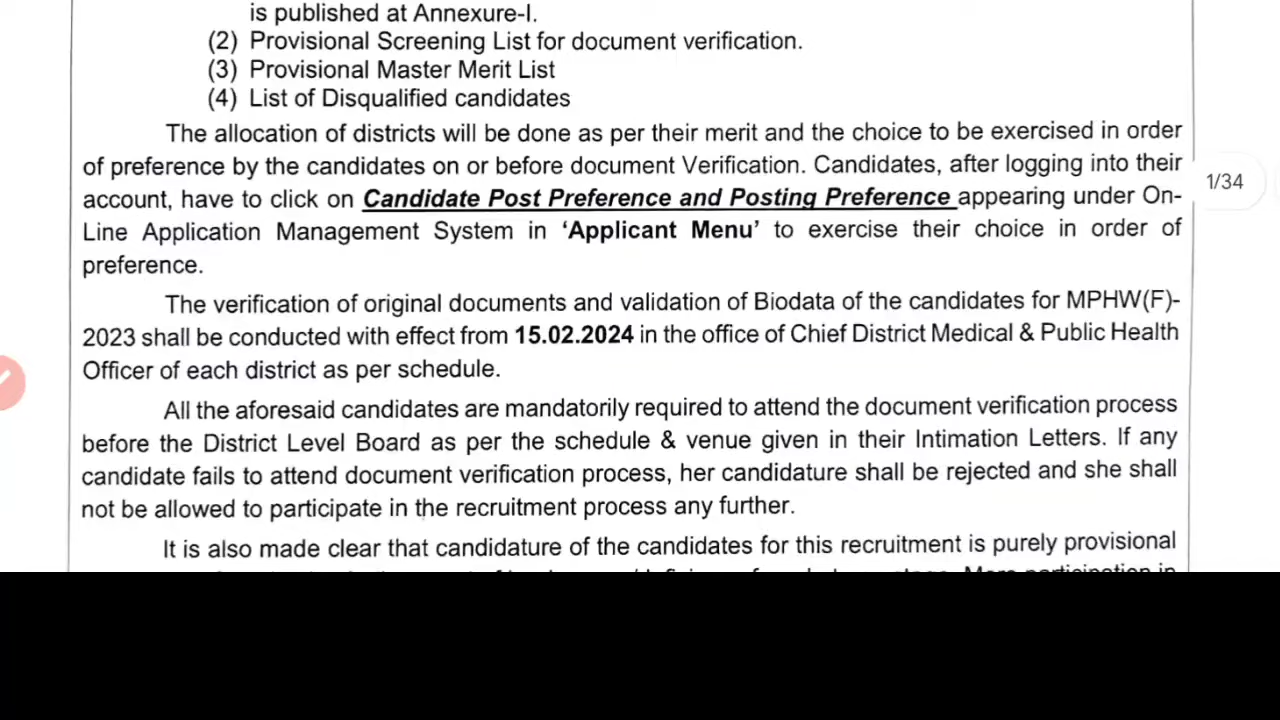 is published at Annexure-I.
(2) Provisional Screening List for document verification.
(3) Provisional Master Merit List
(4) List of Disqualified candidates
The allocation of districts will be done as per their merit and the choice to be exercised in order
of preference by the candidates on or before document Verification. Candidates, after logging into their
account, have to click on Candidate Post Preference and Posting Preference appearing under On-
Line Application Management System in ‘Applicant Menu’ to exercise their choice in order of
preference.
The verification of original documents and validation of Biodata of the candidates for MPHW(F)-
2023 shall be conducted with effect from 15.02.2024 in the office of Chief District Medical & Public Health
Officer of each district as per schedule.
All the aforesaid candidates are mandatorily required to attend the document verification process
before the District Level Board as per the schedule & venue given in their Intimation Letters. If any
candidate fails to attend document verification process, her candidature shall be rejected and she shall
not be allowed to participate in the recruitment process any further.
It is also made clear that candidature of the candidates for this recruitment is purely provisional
1/34